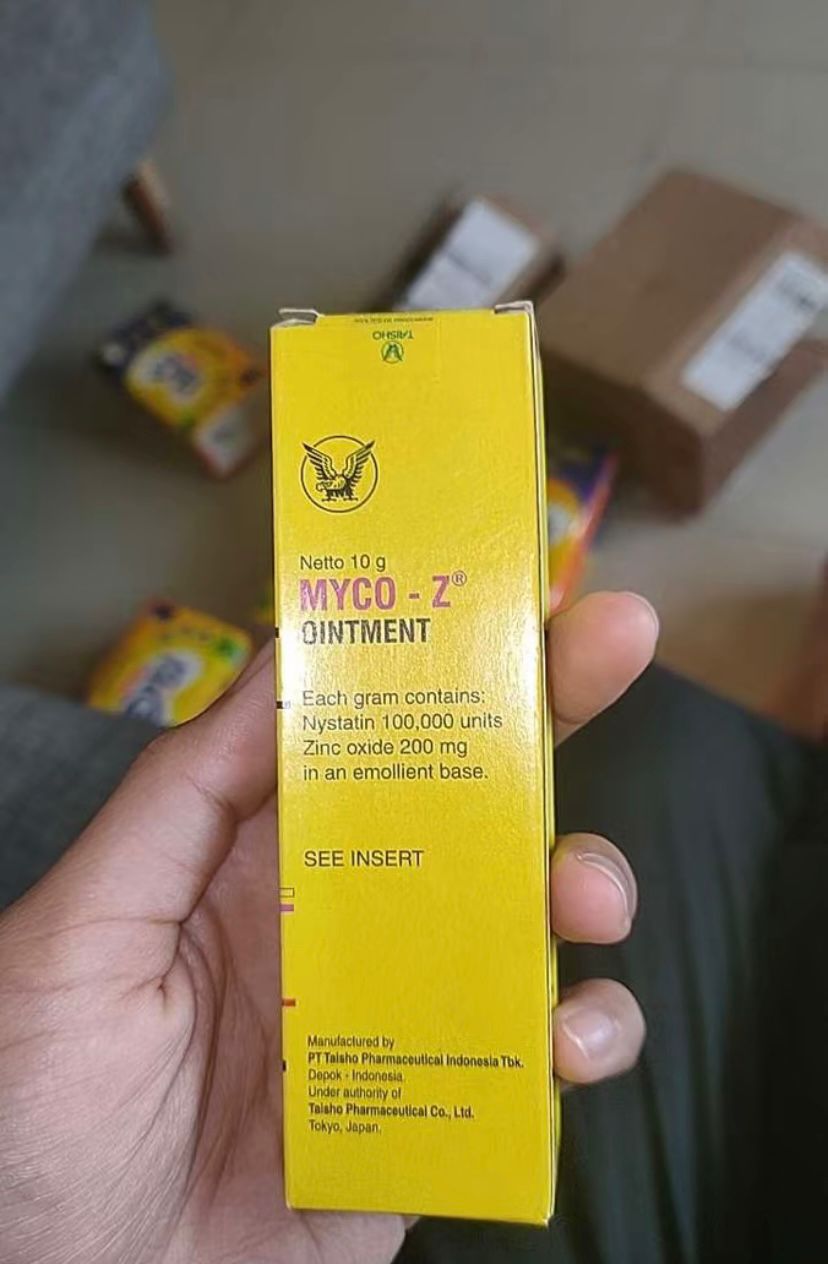 TAISHO
Netto 10 g
MYCO - Z®
OINTMENT
Each gram contains:
Nystatin 100,000 units
Zinc oxide 200 mg
in an emollient base.
SEE INSERT
Manufactured by
PT Taisho Pharmaceutical Indonesia Tbk.
Depok - Indonesia
Under authority of
Taisho Pharmaceutical Co., Ltd.
Tokyo, Japan.